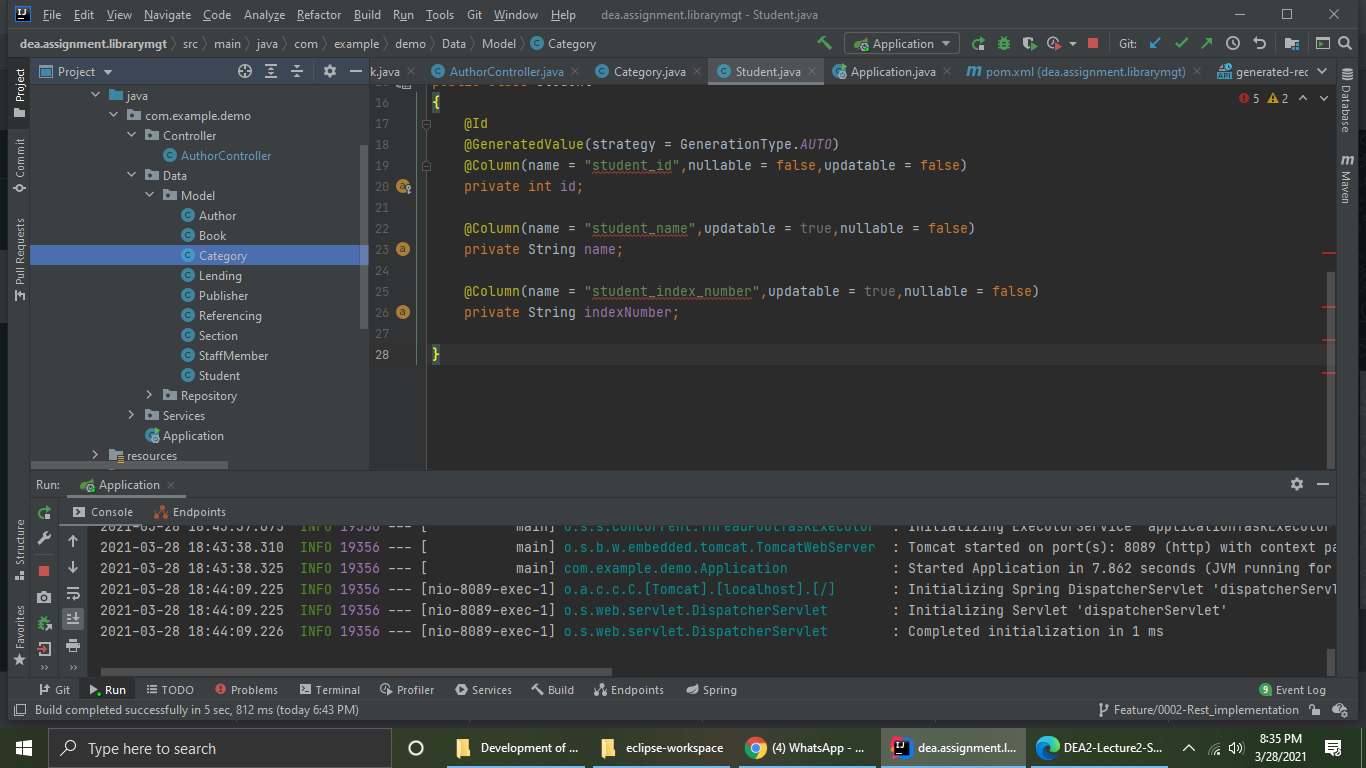 File Edit View Navigate Code Analyze Refactor Build Run Tools Git Window Help dea.assignment.librarymgt - Student.java
dea.assignment.librarymgt src main java com example demo Data Model Category Application Git:
Project k.java AuthorController.java Category.java Student.java Application.java pom.xml (dea.assignment.librarymgt) generated-rec
java
com.example.demo
Controller
AuthorController
Data
Model
Author
Book
Category
Lending
Publisher
Referencing
Section
StaffMember
Student
Repository
Services
Application
resources
Project
Commit
Pull Requests
Structure
Favorites
5 2
16 {
17 @Id
18 @GeneratedValue(strategy = GenerationType.AUTO)
19 @Column(name = "student_id",nullable = false,updatable = false)
20 private int id;
21
22 @Column(name = "student_name",updatable = true,nullable = false)
23 private String name;
24
25 @Column(name = "student_index_number",updatable = true,nullable = false)
26 private String indexNumber;
27
28 }
Database
Maven
Run: Application
Console Endpoints
2021-03-28 18:43:37.075 INFO 19356 --- [ main] o.s.s.concurrent.ThreadPoolTaskExecutor : Initializing ExecutorService 'applicationTaskExecutor
2021-03-28 18:43:38.310 INFO 19356 --- [ main] o.s.b.w.embedded.tomcat.TomcatWebServer : Tomcat started on port(s): 8089 (http) with context pa
2021-03-28 18:43:38.325 INFO 19356 --- [ main] com.example.demo.Application : Started Application in 7.862 seconds (JVM running for
2021-03-28 18:44:09.225 INFO 19356 --- [nio-8089-exec-1] o.a.c.c.C.[Tomcat].[localhost].[/] : Initializing Spring DispatcherServlet 'dispatcherServl
2021-03-28 18:44:09.225 INFO 19356 --- [nio-8089-exec-1] o.s.web.servlet.DispatcherServlet : Initializing Servlet 'dispatcherServlet'
2021-03-28 18:44:09.226 INFO 19356 --- [nio-8089-exec-1] o.s.web.servlet.DispatcherServlet : Completed initialization in 1 ms
Git Run TODO Problems Terminal Profiler Services Build Endpoints Spring 9 Event Log
Build completed successfully in 5 sec, 812 ms (today 6:43 PM) Feature/0002-Rest_implementation
Type here to search Development of ... eclipse-workspace (4) WhatsApp - ... dea.assignment.l... DEA2-Lecture2-S... 8:35 PM
3/28/2021